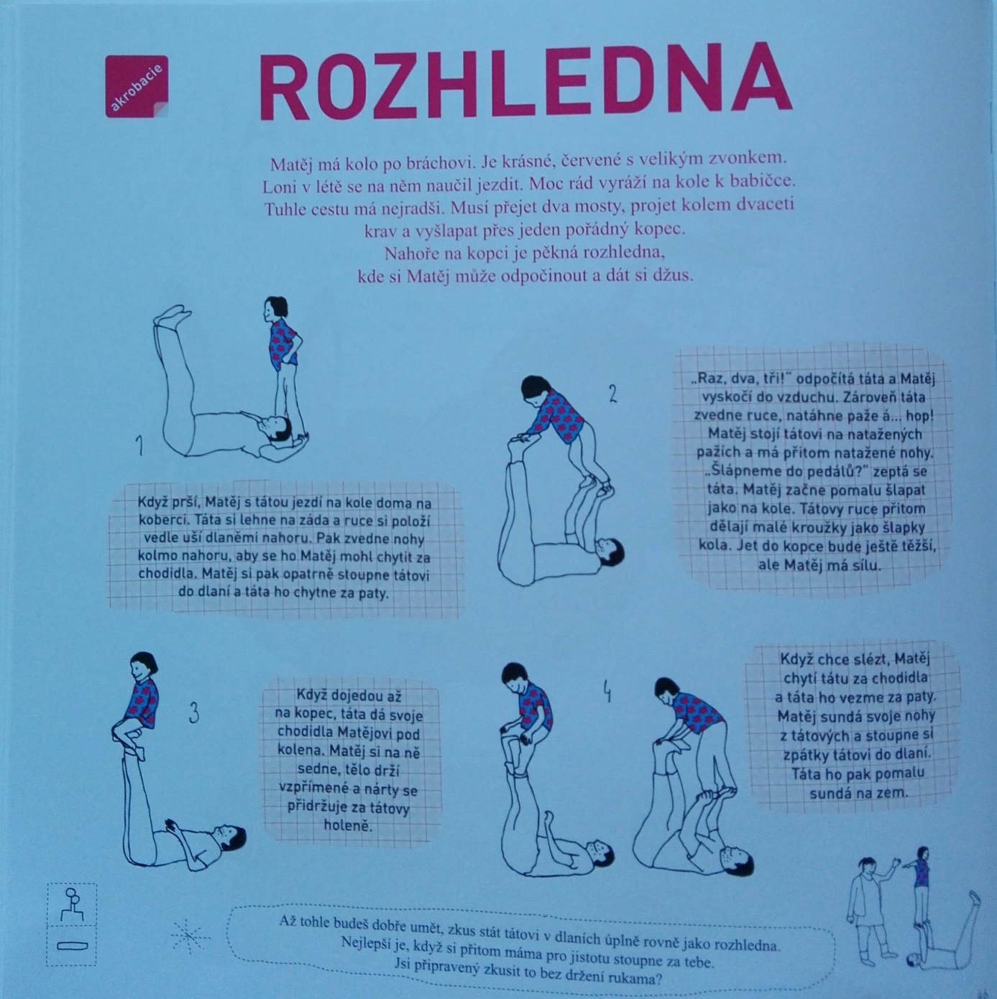 akrobacie
ROZHLEDNA
Matěj má kolo po bráchovi. Je krásné, červené s velikým zvonkem.
Loni v létě se na něm naučil jezdit. Moc rád vyráží na kole k babičce.
Tuhle cestu má nejradši. Musí přejet dva mosty, projet kolem dvaceti
krav a vyšlapat přes jeden pořádný kopec.
Nahoře na kopci je pěkná rozhledna,
kde si Matěj může odpočinout a dát si džus.
1
Když prší, Matěj s tátou jezdí na kole doma na
koberci. Táta si lehne na záda a ruce si položí
vedle uší dlaněmi nahoru. Pak zvedne nohy
kolmo nahoru, aby se ho Matěj mohl chytit za
chodidla. Matěj si pak opatrně stoupne tátovi
do dlaní a táta ho chytne za paty.
2
„Raz, dva, tři!“ odpočítá táta a Matěj
vyskočí do vzduchu. Zároveň táta
zvedne ruce, natáhne paže á... hop!
Matěj stojí tátovi na natažených
pažích a má přitom natažené nohy.
„Šlápneme do pedálů?“ zeptá se
táta. Matěj začne pomalu šlapat
jako na kole. Tátovy ruce přitom
dělají malé kroužky jako šlapky
kola. Jet do kopce bude ještě těžší,
ale Matěj má sílu.
3
Když dojedou až
na kopec, táta dá svoje
chodidla Matějovi pod
kolena. Matěj si na ně
sedne, tělo drží
vzpřímené a nárty se
přidržuje za tátovy
holeně.
4
Když chce slézt, Matěj
chytí tátu za chodidla
a táta ho vezme za paty.
Matěj sundá svoje nohy
z tátových a stoupne si
zpátky tátovi do dlaní.
Táta ho pak pomalu
sundá na zem.
Až tohle budeš dobře umět, zkus stát tátovi v dlaních úplně rovně jako rozhledna.
Nejlepší je, když si přitom máma pro jistotu stoupne za tebe.
Jsi připravený zkusit to bez držení rukama?